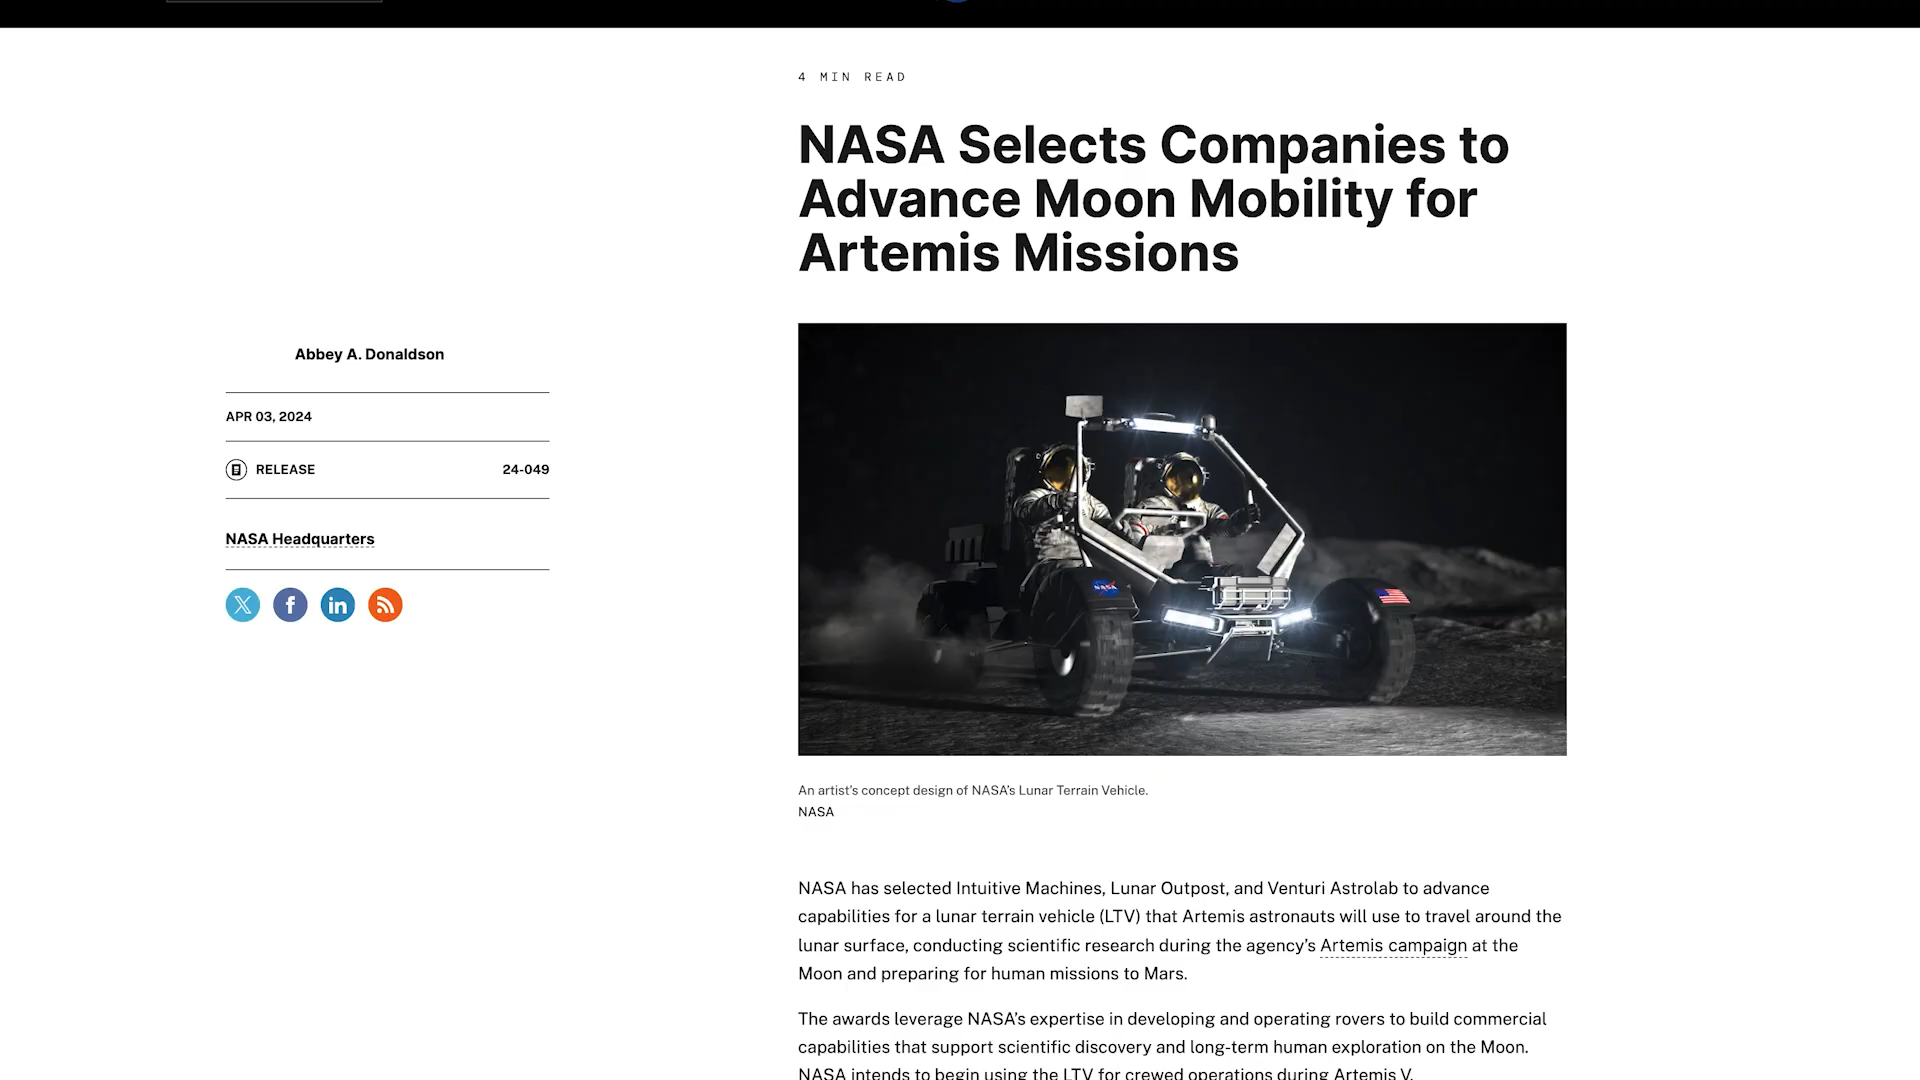 4 MIN READ
NASA Selects Companies to
Advance Moon Mobility for
Artemis Missions
Abbey A. Donaldson
APR 03, 2024
RELEASE 24-049
NASA Headquarters
NASA
An artist's concept design of NASA's Lunar Terrain Vehicle.
NASA
NASA has selected Intuitive Machines, Lunar Outpost, and Venturi Astrolab to advance
capabilities for a lunar terrain vehicle (LTV) that Artemis astronauts will use to travel around the
lunar surface, conducting scientific research during the agency's Artemis campaign at the
Moon and preparing for human missions to Mars.
The awards leverage NASA's expertise in developing and operating rovers to build commercial
capabilities that support scientific discovery and long-term human exploration on the Moon.
NASA intends to begin using the LTV for crewed operations during Artemis V.